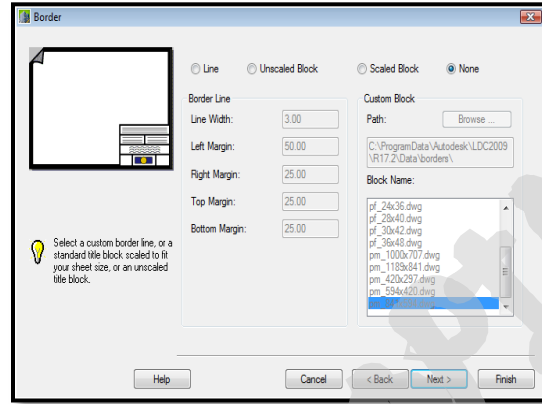 Border
Line
Unscaled Block
Scaled Block
None
Border Line
Line Width:
3.00
Left Margin:
50.00
Right Margin:
25.00
Top Margin:
25.00
Bottom Margin:
25.00
Custom Block
Path:
Browse ...
C:\ProgramData\Autodesk\LDC2009
\R17.2\Data\borders\
Block Name:
pf_24x36.dwg
pf_28x40.dwg
pf_30x42.dwg
pf_36x48.dwg
pm_1000x707.dwg
pm_1189x841.dwg
pm_420x297.dwg
pm_594x420.dwg
Select a custom border line, or a
standard title block scaled to fit
your sheet size, or an unscaled
title block.
Help
Cancel
< Back
Next >
Finish